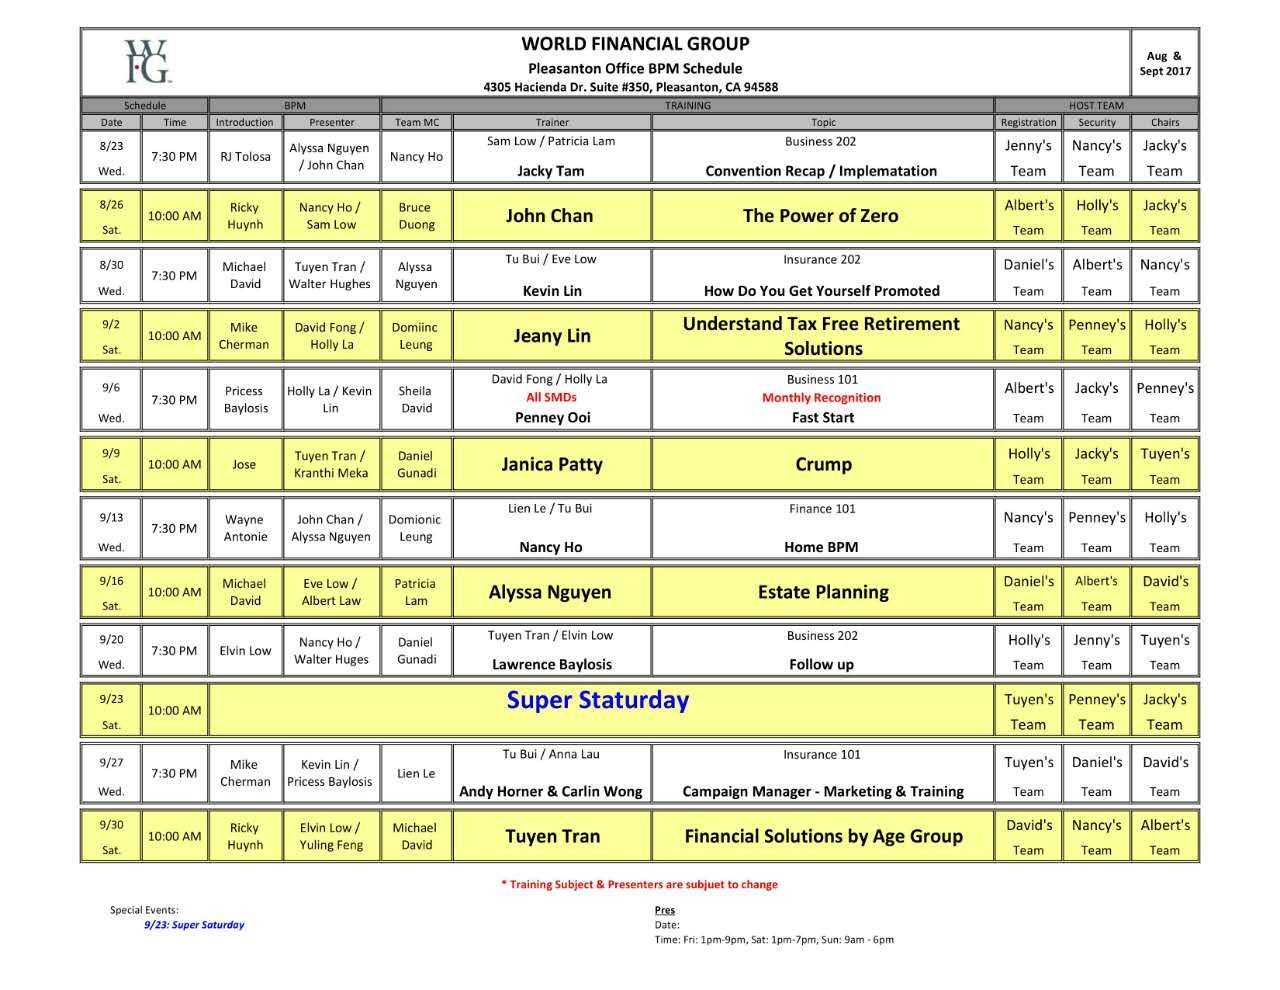 WFG
WORLD FINANCIAL GROUP
Pleasanton Office BPM Schedule
4305 Hacienda Dr. Suite #350, Pleasanton, CA 94588
Aug &
Sept 2017
Schedule BPM TRAINING HOST TEAM
Date Time Introduction Presenter Team MC Trainer Topic Registration Security Chairs
8/23 Wed. 7:30 PM RJ Tolosa Alyssa Nguyen / John Chan Nancy Ho Sam Low / Patricia Lam Business 202 Jenny's Nancy's Jacky's
Jacky Tam Convention Recap / Implematation Team Team Team
8/26 Sat. 10:00 AM Ricky Huynh Nancy Ho / Sam Low Bruce Duong John Chan The Power of Zero Albert's Holly's Jacky's
Team Team Team
8/30 Wed. 7:30 PM Michael David Tuyen Tran / Walter Hughes Alyssa Nguyen Tu Bui / Eve Low Insurance 202 Daniel's Albert's Nancy's
Kevin Lin How Do You Get Yourself Promoted Team Team Team
9/2 Sat. 10:00 AM Mike Cherman David Fong / Holly La Domiinc Leung Jeany Lin Understand Tax Free Retirement Solutions Nancy's Penney's Holly's
Team Team Team
9/6 Wed. 7:30 PM Pricess Baylosis Holly La / Kevin Lin Sheila David David Fong / Holly La Business 101 Albert's Jacky's Penney's
All SMDs Monthly Recognition
Penney Ooi Fast Start Team Team Team
9/9 Sat. 10:00 AM Jose Tuyen Tran / Kranthi Meka Daniel Gunadi Janica Patty Crump Holly's Jacky's Tuyen's
Team Team Team
9/13 Wed. 7:30 PM Wayne Antonie John Chan / Alyssa Nguyen Domionic Leung Lien Le / Tu Bui Finance 101 Nancy's Penney's Holly's
Nancy Ho Home BPM Team Team Team
9/16 Sat. 10:00 AM Michael David Eve Low / Albert Law Patricia Lam Alyssa Nguyen Estate Planning Daniel's Albert's David's
Team Team Team
9/20 Wed. 7:30 PM Elvin Low Nancy Ho / Walter Huges Daniel Gunadi Tuyen Tran / Elvin Low Business 202 Holly's Jenny's Tuyen's
Lawrence Baylosis Follow up Team Team Team
9/23 Sat. 10:00 AM Super Staturday Tuyen's Penney's Jacky's
Team Team Team
9/27 Wed. 7:30 PM Mike Cherman Kevin Lin / Pricess Baylosis Lien Le Tu Bui / Anna Lau Insurance 101 Tuyen's Daniel's David's
Andy Horner & Carlin Wong Campaign Manager - Marketing & Training Team Team Team
9/30 Sat. 10:00 AM Ricky Huynh Elvin Low / Yuling Feng Michael David Tuyen Tran Financial Solutions by Age Group David's Nancy's Albert's
Team Team Team
* Training Subject & Presenters are subjuet to change
Special Events:
9/23: Super Saturday
Pres
Date:
Time: Fri: 1pm-9pm, Sat: 1pm-7pm, Sun: 9am - 6pm